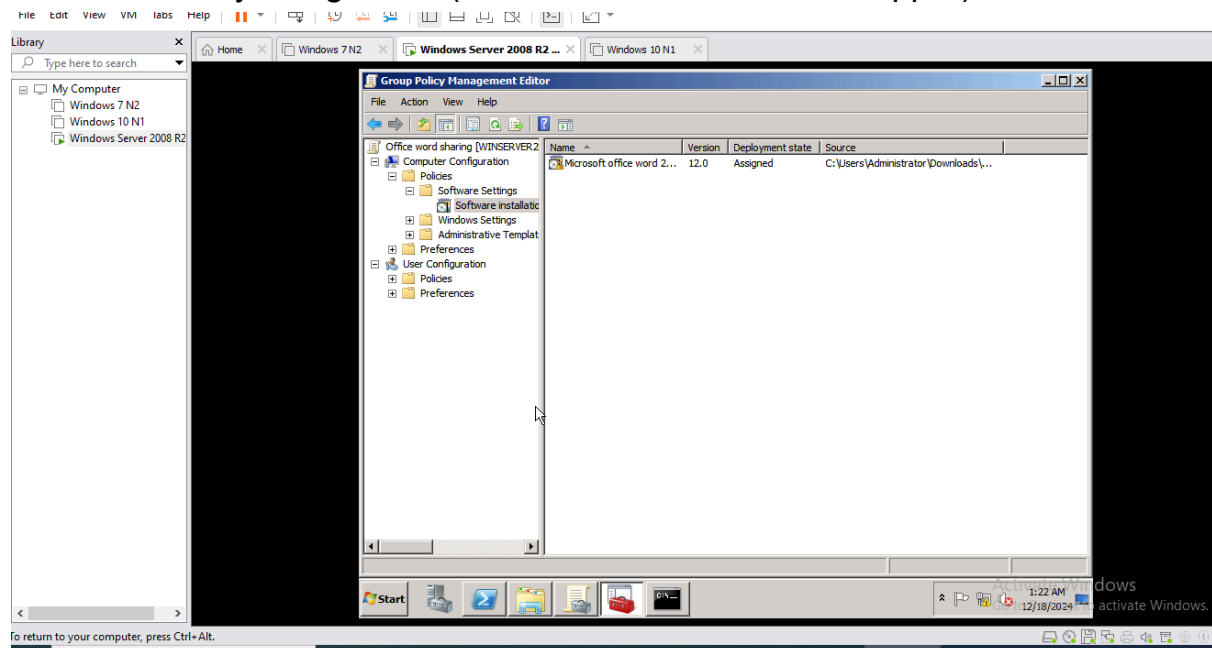 File Edit View VM Tabs Help
Library
Type here to search
My Computer
Windows 7 N2
Windows 10 N1
Windows Server 2008 R2
Home
Windows 7 N2
Windows Server 2008 R2 ...
Windows 10 N1
Group Policy Management Editor
File Action View Help
Office word sharing [WINSERVER2
Computer Configuration
Policies
Software Settings
Software installatic
Windows Settings
Administrative Templat
Preferences
User Configuration
Policies
Preferences
Name Version Deployment state Source
Microsoft office word 2... 12.0 Assigned C:\Users\Administrator\Downloads\...
Start
1:22 AM
12/18/2024
Activate Windows
activate Windows.
To return to your computer, press Ctrl+Alt.